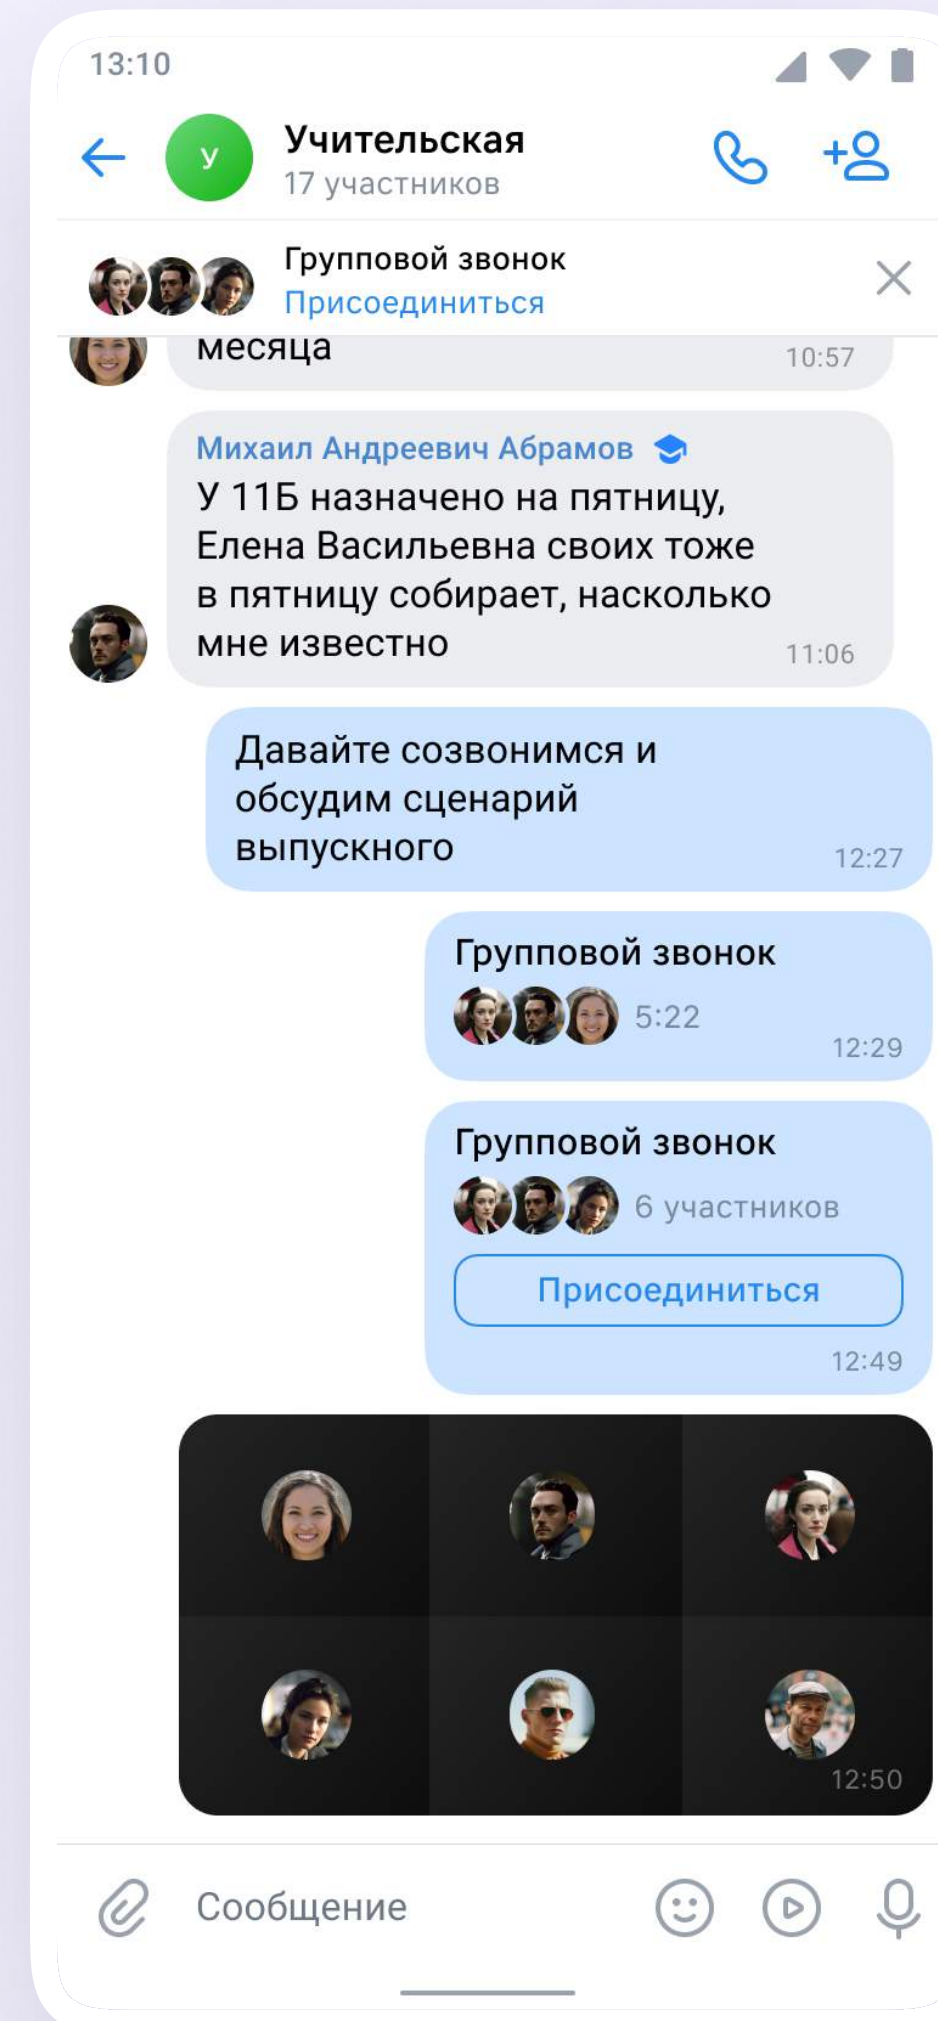 13:10
У
Учительская
17 участников
Групповой звонок
Присоединиться
месяца
10:57
Михаил Андреевич Абрамов
У 11Б назначено на пятницу,
Елена Васильевна своих тоже
в пятницу собирает, насколько
мне известно
11:06
Давайте созвонимся и
обсудим сценарий
выпускного
12:27
Групповой звонок
5:22
12:29
Групповой звонок
6 участников
Присоединиться
12:49
12:50
Сообщение